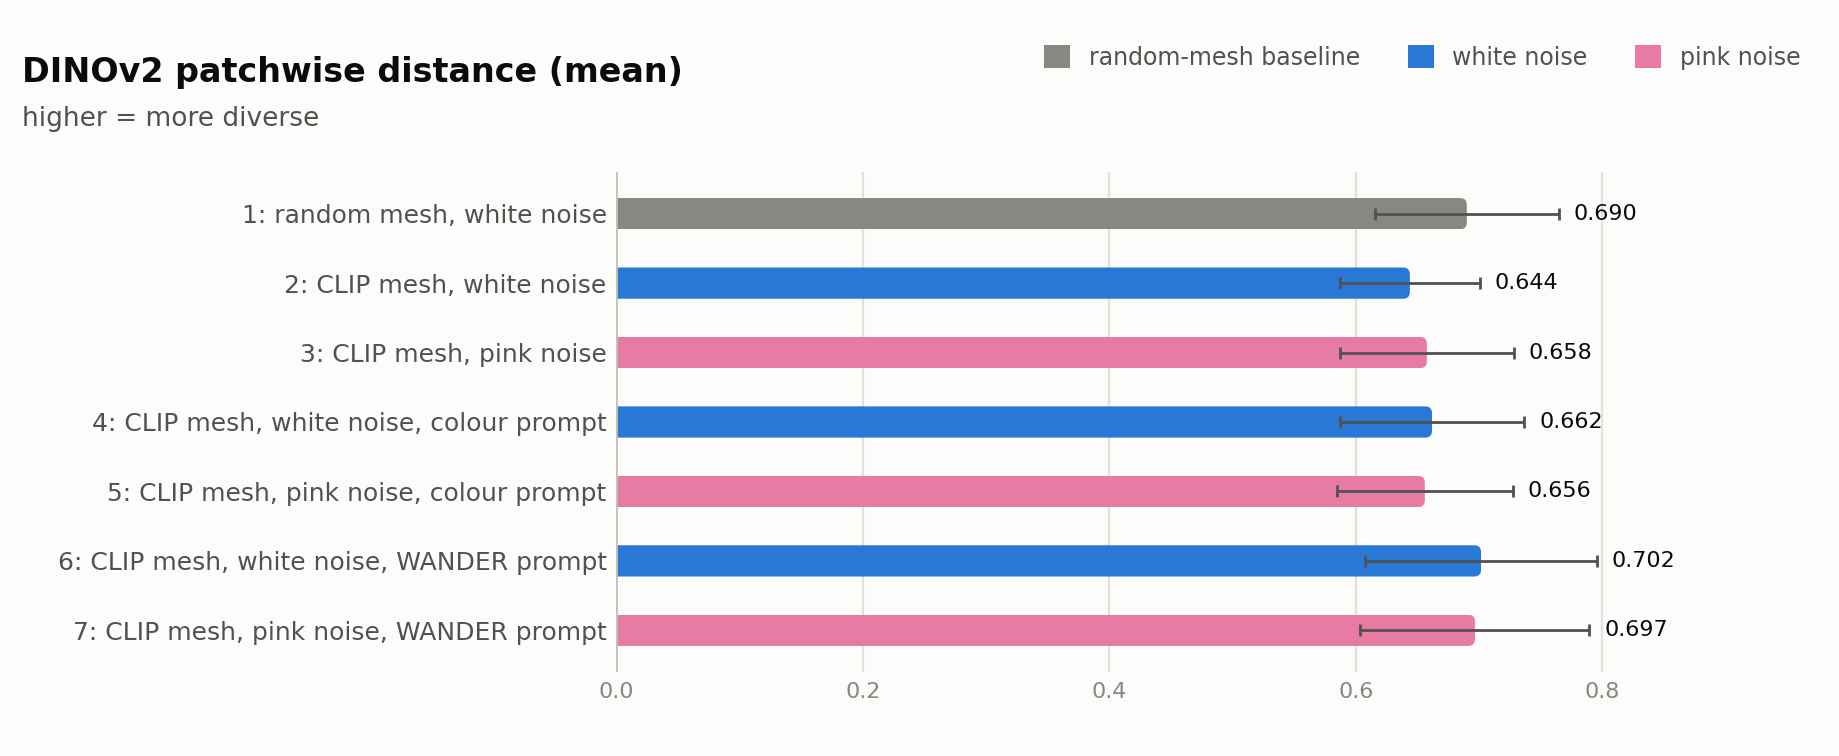 DINOv2 patchwise distance (mean)
higher = more diverse
random-mesh baseline
white noise
pink noise
1: random mesh, white noise
0.690
2: CLIP mesh, white noise
0.644
3: CLIP mesh, pink noise
0.658
4: CLIP mesh, white noise, colour prompt
0.662
5: CLIP mesh, pink noise, colour prompt
0.656
6: CLIP mesh, white noise, WANDER prompt
0.702
7: CLIP mesh, pink noise, WANDER prompt
0.697
0.0 0.2 0.4 0.6 0.8